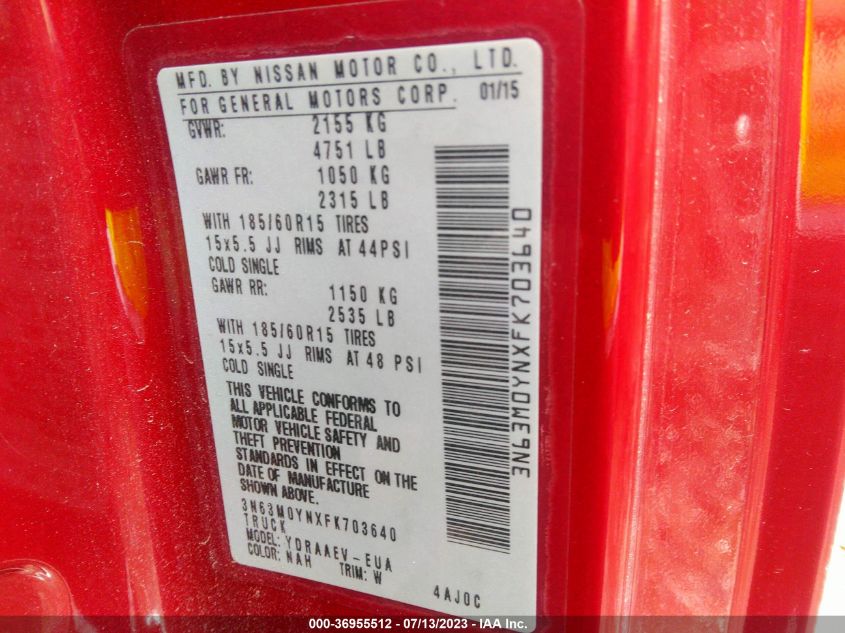 MFD. BY NISSAN MOTOR CO., LTD.
FOR GENERAL MOTORS CORP. 01/15
GVWR: 2155 KG
4751 LB
GAWR FR: 1050 KG
2315 LB
WITH 185/60R15 TIRES
15x5.5 JJ RIMS AT 44PSI
COLD SINGLE
GAWR RR: 1150 KG
2535 LB
WITH 185/60R15 TIRES
15x5.5 JJ RIMS AT 48 PSI
COLD SINGLE
THIS VEHICLE CONFORMS TO
ALL APPLICABLE FEDERAL
MOTOR VEHICLE SAFETY AND
THEFT PREVENTION
STANDARDS IN EFFECT ON THE
DATE OF MANUFACTURE
SHOWN ABOVE.
3N63M0YNXFK703640
TRUCK
MODEL: YDRAAEV-EUA
COLOR: NAH TRIM: W
4AJ0C
3N63M0YNXFK703640
000-36955512 - 07/13/2023 - IAA Inc.